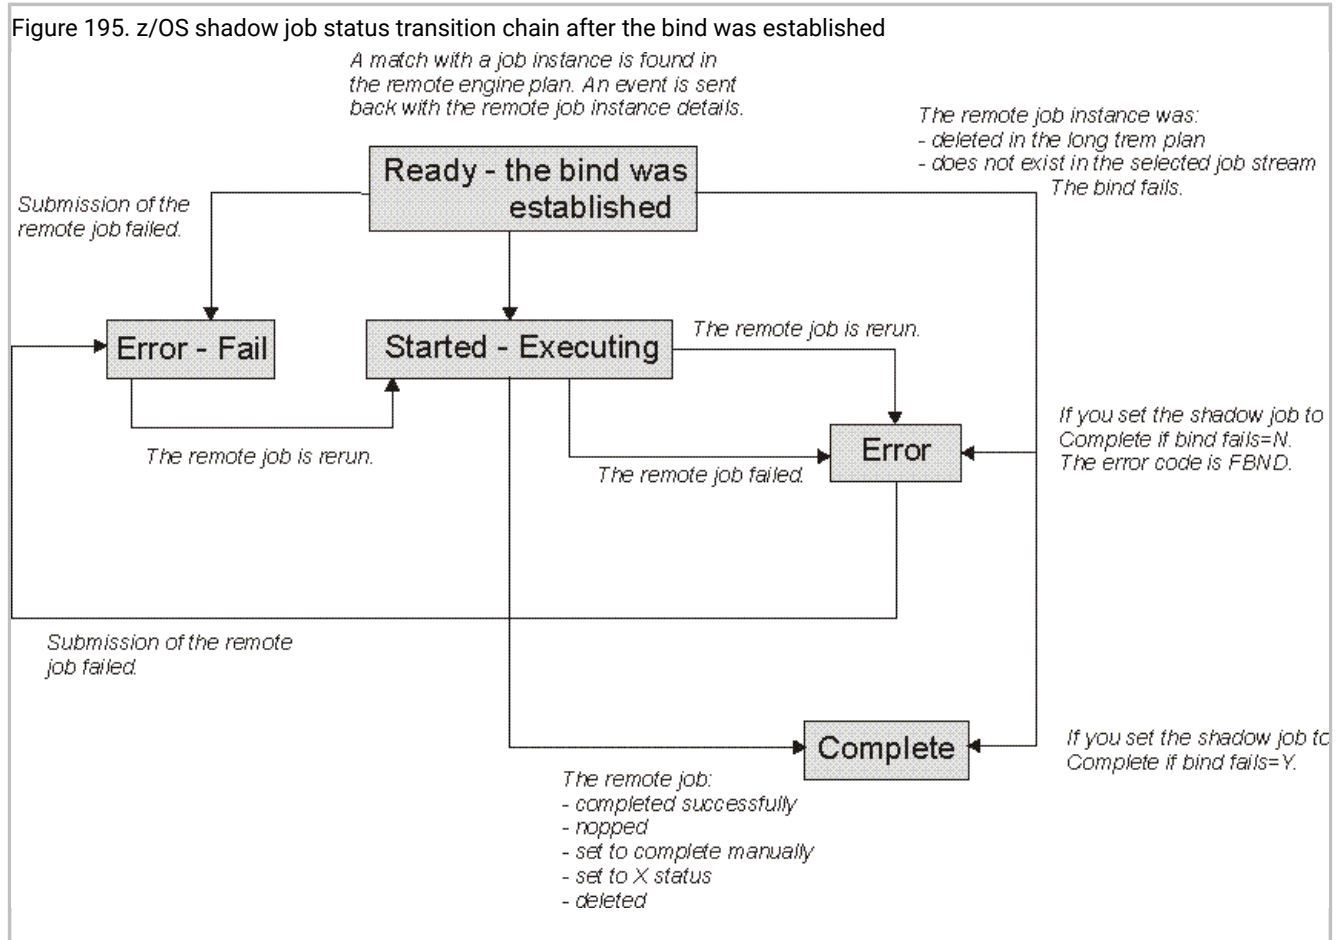 Figure 195. z/OS shadow job status transition chain after the bind was established
A match with a job instance is found in
the remote engine plan. An event is sent
back with the remote job instance details.
The remote job instance was:
- deleted in the long trem plan
- does not exist in the selected job stream
The bind fails.
Ready - the bind was
established
Submission of the
remote job failed.
Error - Fail
Started - Executing
The remote job is rerun.
The remote job is rerun.
If you set the shadow job to
Complete if bind fails=N.
The error code is FBND.
Error
The remote job failed.
Submission of the remote
job failed.
Complete
If you set the shadow job to
Complete if bind fails=Y.
The remote job:
- completed successfully
- nopped
- set to complete manually
- set to X status
- deleted